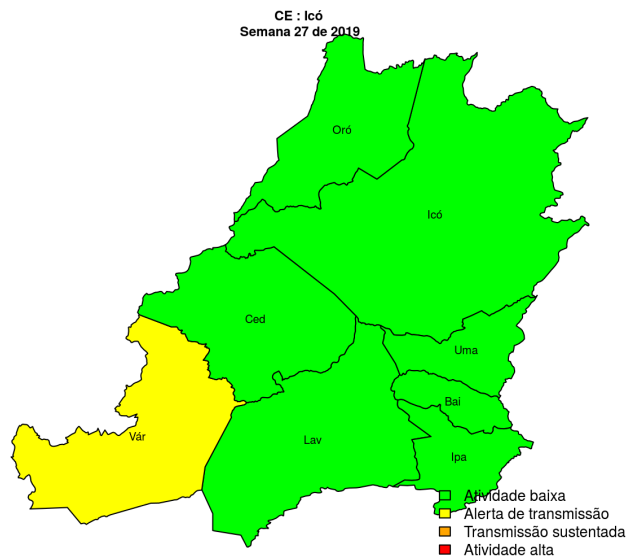 CE : Icó
Semana 27 de 2019
Oró
Icó
Ced
Uma
Bai
Vár
Lav
Ipa
Atividade baixa
Alerta de transmissão
Transmissão sustentada
Atividade alta